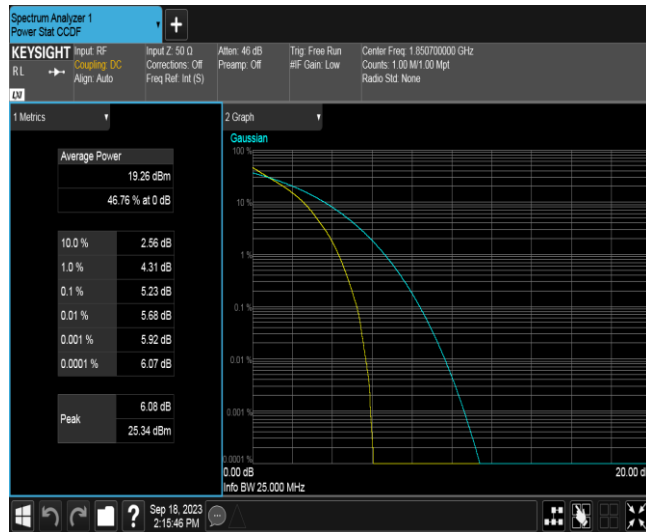 Spectrum Analyzer 1
Power Stat CCDF
+
KEYSIGHT
RL
LXI
Input: RF
Coupling: DC
Align: Auto
Input Z: 50 Ω
Corrections: Off
Freq Ref: Int (S)
Atten: 46 dB
Preamp: Off
Trig: Free Run
#IF Gain: Low
Center Freq: 1.850700000 GHz
Counts: 1.00 M/1.00 Mpt
Radio Std: None
1 Metrics
Average Power
19.26 dBm
46.76 % at 0 dB
10.0 % 2.56 dB
1.0 % 4.31 dB
0.1 % 5.23 dB
0.01 % 5.68 dB
0.001 % 5.92 dB
0.0001 % 6.07 dB
Peak
6.08 dB
25.34 dBm
2 Graph
Gaussian
100 %
10 %
1 %
0.1 %
0.01 %
0.001 %
0.0001 %
0.00 dB 20.00 d
Info BW 25.000 MHz
?
Sep 18, 2023
2:15:46 PM